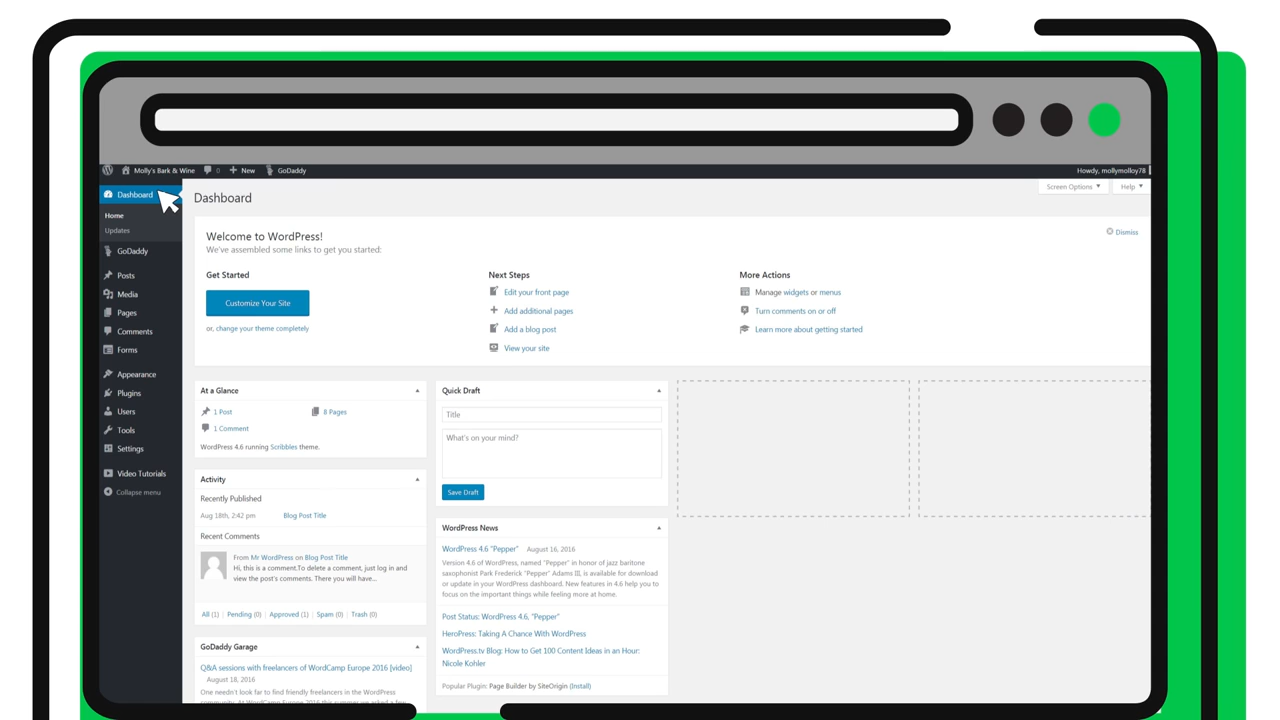 Molly's Bark & Wine 0 New GoDaddy Howdy, mollymolloy78
Dashboard
Home
Updates
GoDaddy
Posts
Media
Pages
Comments
Forms
Appearance
Plugins
Users
Tools
Settings
Video Tutorials
Collapse menu
Dashboard
Screen Options Help
Welcome to WordPress!
We've assembled some links to get you started:
Dismiss
Get Started
Customize Your Site
or, change your theme completely
Next Steps
Edit your front page
Add additional pages
Add a blog post
View your site
More Actions
Manage widgets or menus
Turn comments on or off
Learn more about getting started
At a Glance
1 Post 8 Pages
1 Comment
WordPress 4.6 running Scribbles theme.
Activity
Recently Published
Aug 18th, 2:42 pm Blog Post Title
Recent Comments
From Mr WordPress on Blog Post Title
Hi, this is a comment.To delete a comment, just log in and
view the post's comments. There you will have...
All (1) | Pending (0) | Approved (1) | Spam (0) | Trash (0)
GoDaddy Garage
Q&A sessions with freelancers of WordCamp Europe 2016 [video]
August 18, 2016
One needn't look far to find friendly freelancers in the WordPress
community. At WordCamp Europe 2016 this summer we asked a few
Quick Draft
Title
What's on your mind?
Save Draft
WordPress News
WordPress 4.6 "Pepper" August 16, 2016
Version 4.6 of WordPress, named "Pepper" in honor of jazz baritone
saxophonist Park Frederick "Pepper" Adams III, is available for download
or update in your WordPress dashboard. New features in 4.6 help you to
focus on the important things while feeling more at home.
Post Status: WordPress 4.6, "Pepper"
HeroPress: Taking A Chance With WordPress
WordPress.tv Blog: How to Get 100 Content Ideas in an Hour:
Nicole Kohler
Popular Plugin: Page Builder by SiteOrigin (Install)